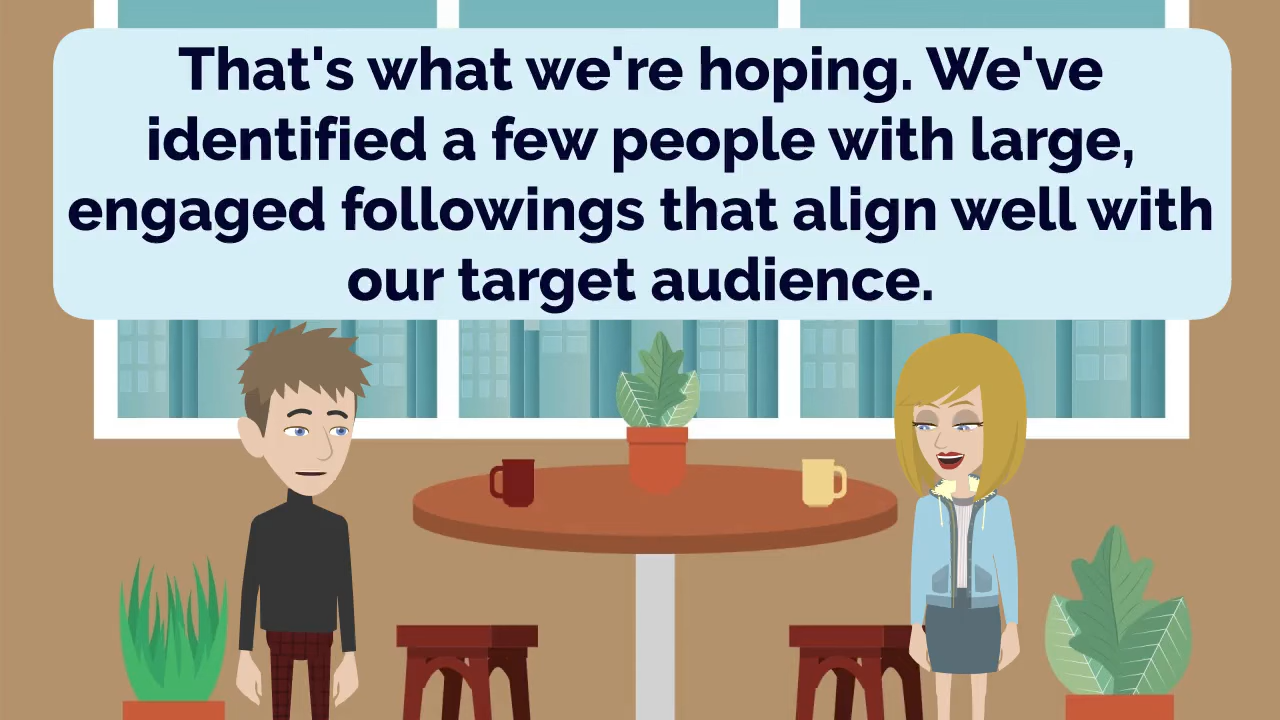 That's what we're hoping. We've
identified a few people with large,
engaged followings that align well with
our target audience.